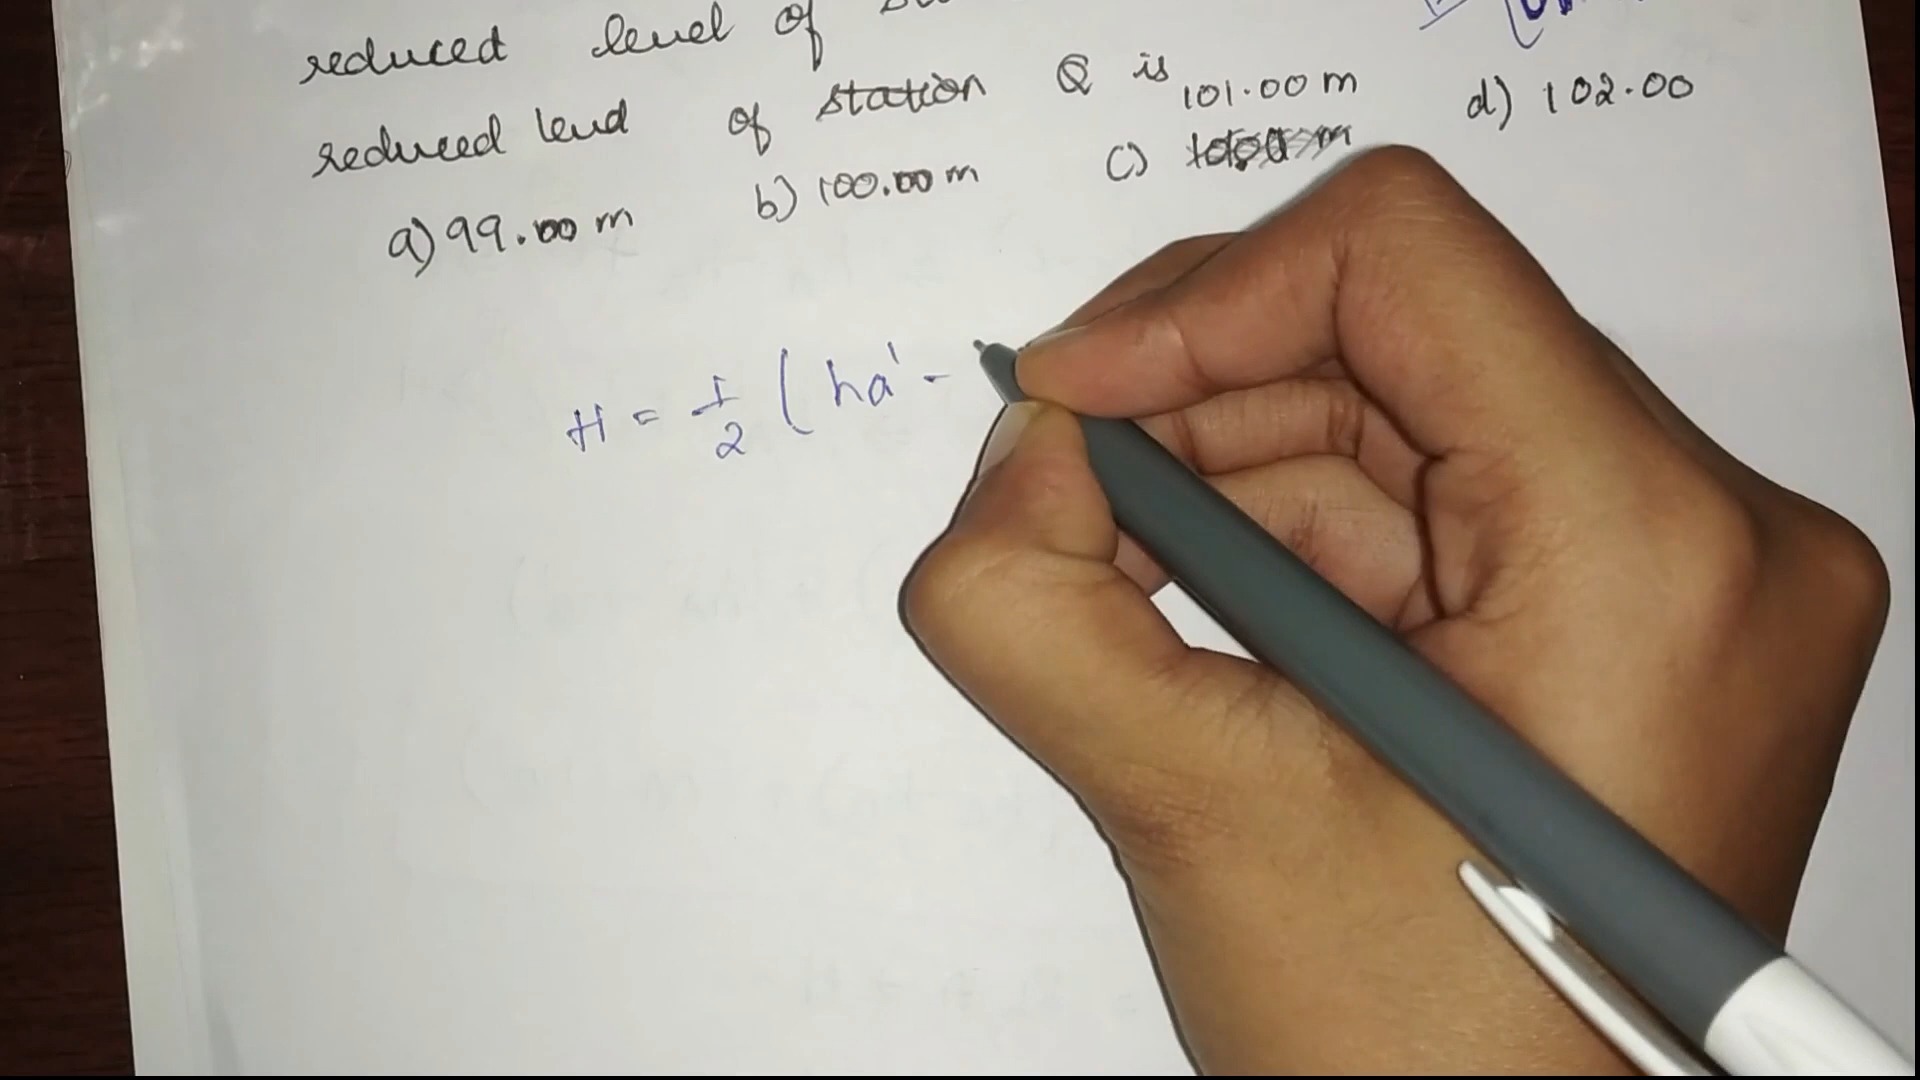 reduced level of
reduced level of station Q is
a) 99.00 m b) 100.00 m c) 101.00 m d) 102.00
H = 1/2 ( ha' -